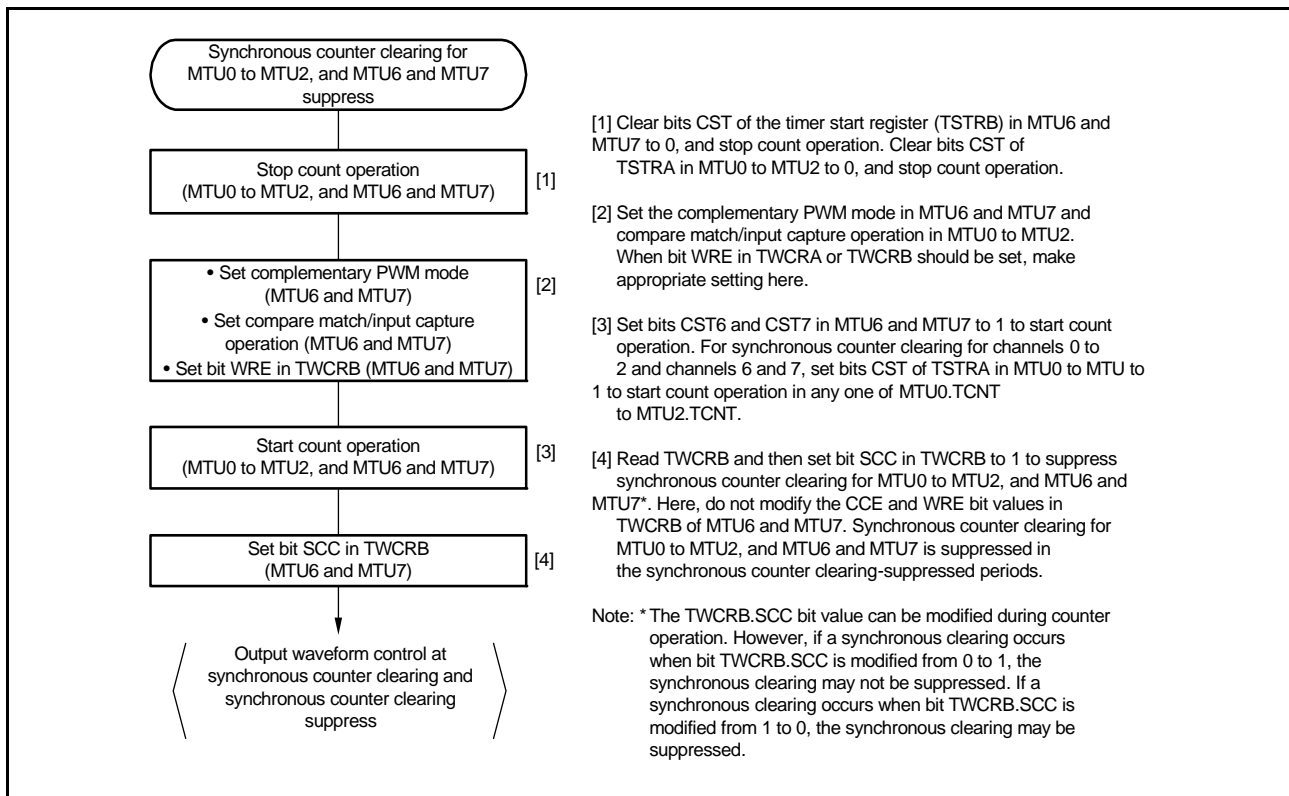 Synchronous counter clearing for
MTU0 to MTU2, and MTU6 and MTU7
suppress
Stop count operation
(MTU0 to MTU2, and MTU6 and MTU7)
[1]
• Set complementary PWM mode
(MTU6 and MTU7)
• Set compare match/input capture
operation (MTU6 and MTU7)
• Set bit WRE in TWCRB (MTU6 and MTU7)
[2]
Start count operation
(MTU0 to MTU2, and MTU6 and MTU7)
[3]
Set bit SCC in TWCRB
(MTU6 and MTU7)
[4]
Output waveform control at
synchronous counter clearing and
synchronous counter clearing
suppress
[1] Clear bits CST of the timer start register (TSTRB) in MTU6 and
MTU7 to 0, and stop count operation. Clear bits CST of
TSTRA in MTU0 to MTU2 to 0, and stop count operation.
[2] Set the complementary PWM mode in MTU6 and MTU7 and
compare match/input capture operation in MTU0 to MTU2.
When bit WRE in TWCRA or TWCRB should be set, make
appropriate setting here.
[3] Set bits CST6 and CST7 in MTU6 and MTU7 to 1 to start count
operation. For synchronous counter clearing for channels 0 to
2 and channels 6 and 7, set bits CST of TSTRA in MTU0 to MTU to
1 to start count operation in any one of MTU0.TCNT
to MTU2.TCNT.
[4] Read TWCRB and then set bit SCC in TWCRB to 1 to suppress
synchronous counter clearing for MTU0 to MTU2, and MTU6 and
MTU7*. Here, do not modify the CCE and WRE bit values in
TWCRB of MTU6 and MTU7. Synchronous counter clearing for
MTU0 to MTU2, and MTU6 and MTU7 is suppressed in
the synchronous counter clearing-suppressed periods.
Note: * The TWCRB.SCC bit value can be modified during counter
operation. However, if a synchronous clearing occurs
when bit TWCRB.SCC is modified from 0 to 1, the
synchronous clearing may not be suppressed. If a
synchronous clearing occurs when bit TWCRB.SCC is
modified from 1 to 0, the synchronous clearing may be
suppressed.